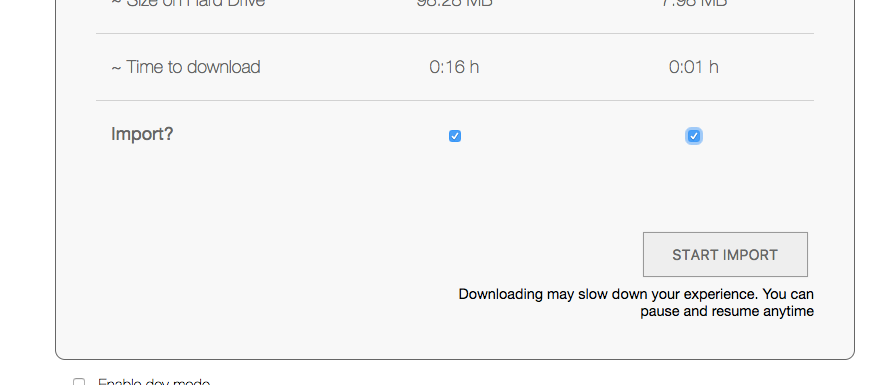 ~ Size on Hard Drive 98.28 MB 7.98 MB
~ Time to download 0:16 h 0:01 h
Import?
START IMPORT
Downloading may slow down your experience. You can
pause and resume anytime
Enable dev mode